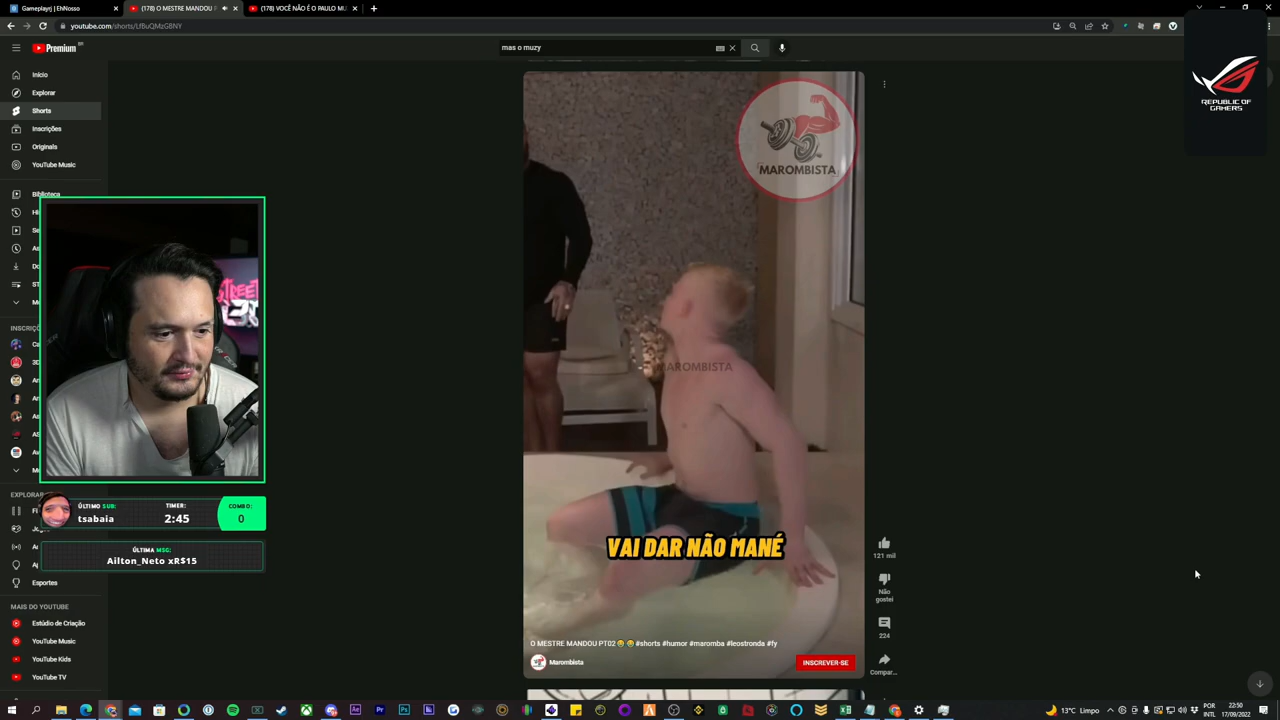 Gameplayrj | EhNosso
(178) O MESTRE MANDOU P
(178) VOCÊ NÃO É O PAULO MU
youtube.com/shorts/LfBuQMzGBNY
Premium
BR
mas o muzy
REPUBLIC OF
GAMERS
Início
Explorar
Shorts
Inscrições
Originals
YouTube Music
Biblioteca
INSCRIÇÕ
EXPLORAR
Esportes
MAIS DO YOUTUBE
Estúdio de Criação
YouTube Music
YouTube Kids
YouTube TV
ÚLTIMO SUB:
tsabaia
TIMER:
2:45
COMBO:
0
ÚLTIMA MSG:
Ailton_Neto xR$15
MAROMBISTA
MAROMBISTA
VAI DAR NÃO MANÉ
O MESTRE MANDOU PT02 😂😂 #shorts #humor #maromba #leostronda #fy
Marombista
INSCREVER-SE
121 mil
Não
gostei
224
Compar...
13°C Limpo
POR
INTL
22:50
17/09/2022